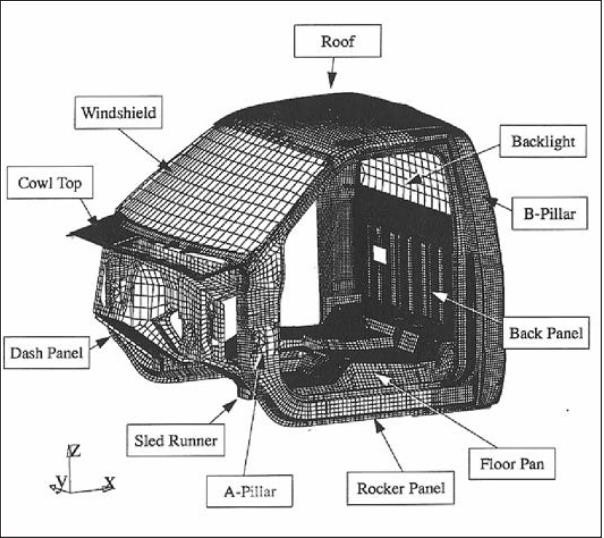 Roof
Windshield
Backlight
Cowl Top
B-Pillar
Back Panel
Dash Panel
Sled Runner
Floor Pan
A-Pillar
Rocker Panel
Z
Y X